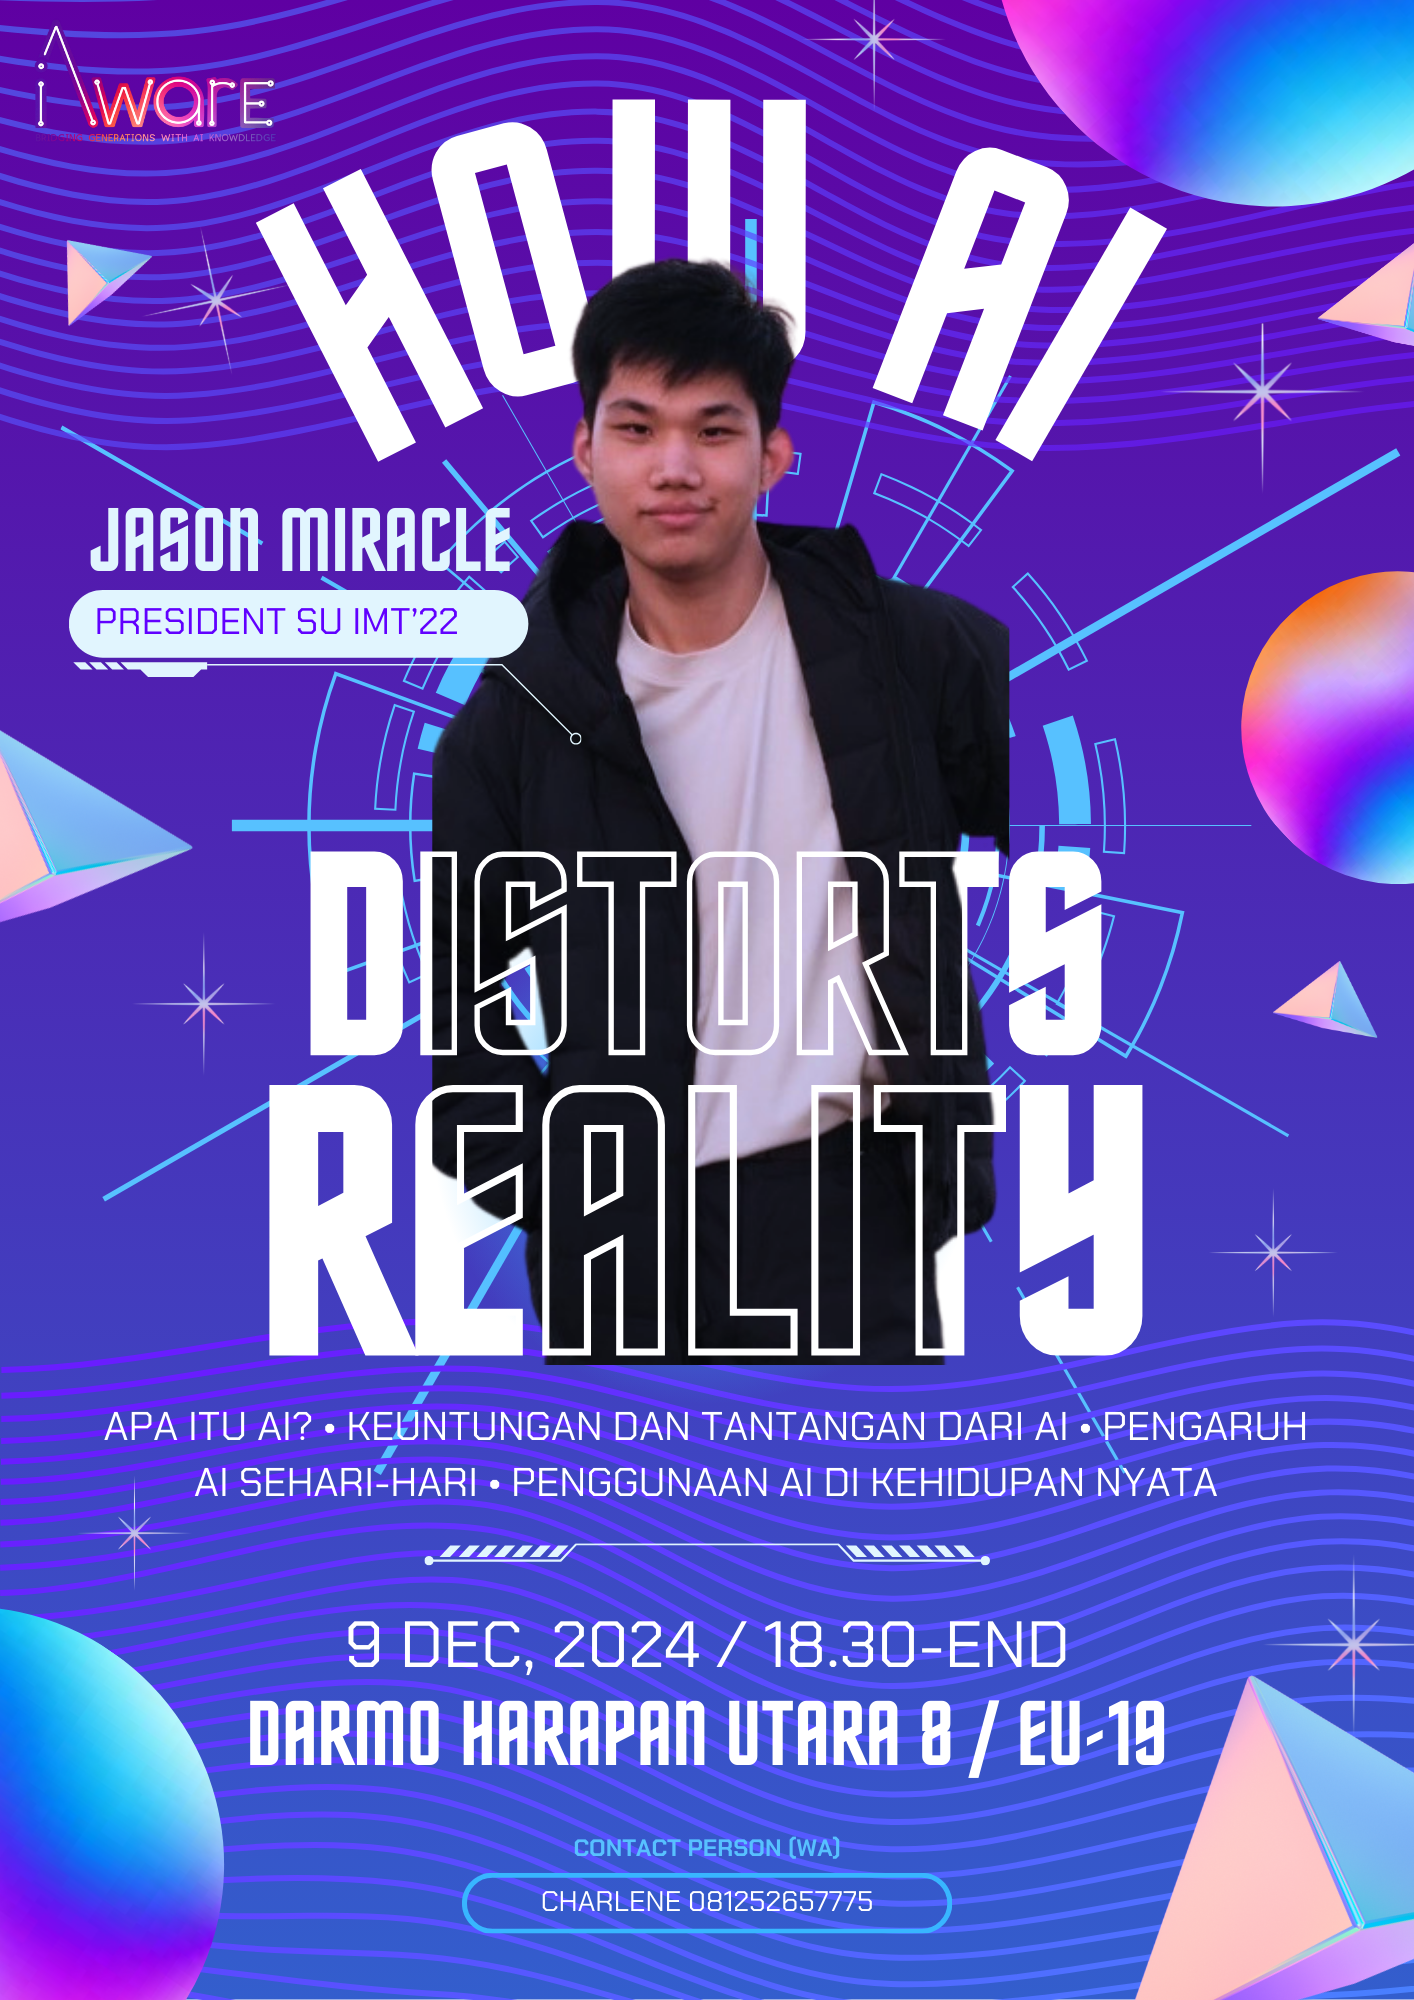 iAware
GENERATIONS WITH AI KNOWLEDGE
HOW AI
JASON MIRACLE
PRESIDENT SU IMT'22
DISTORTS
REALITY
APA ITU AI? • KEUNTUNGAN DAN TANTANGAN DARI AI • PENGARUH
AI SEHARI-HARI • PENGGUNAAN AI DI KEHIDUPAN NYATA
9 DEC, 2024 / 18.30-END
DARMO HARAPAN UTARA 8 / EU-19
CONTACT PERSON (WA)
CHARLENE 081252657775